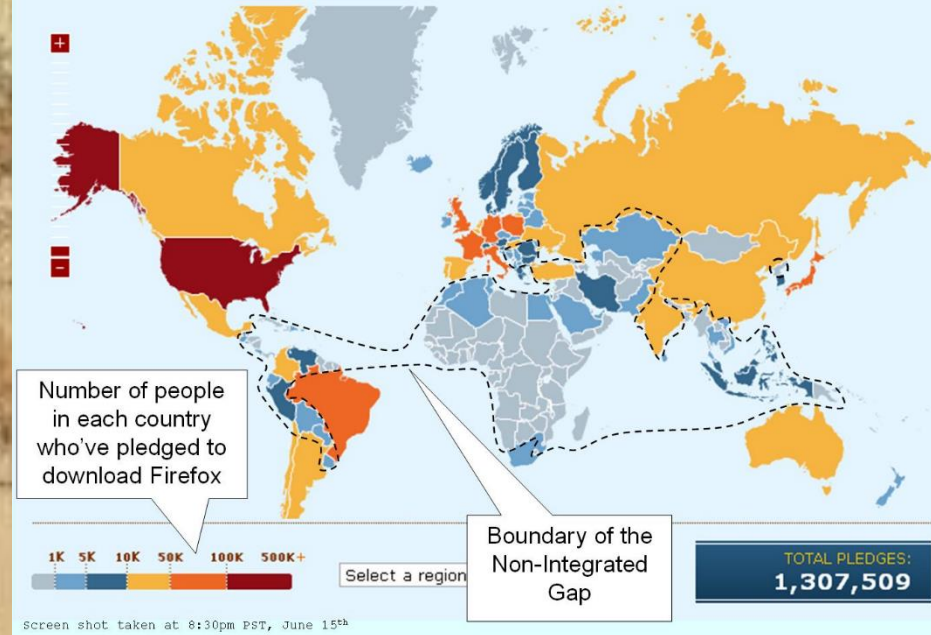 +
−
Number of people
in each country
who've pledged to
download Firefox
Boundary of the
Non-Integrated
Gap
1K 5K 10K 50K 100K 500K+
Select a region
TOTAL PLEDGES:
1,307,509
Screen shot taken at 8:30pm PST, June 15th